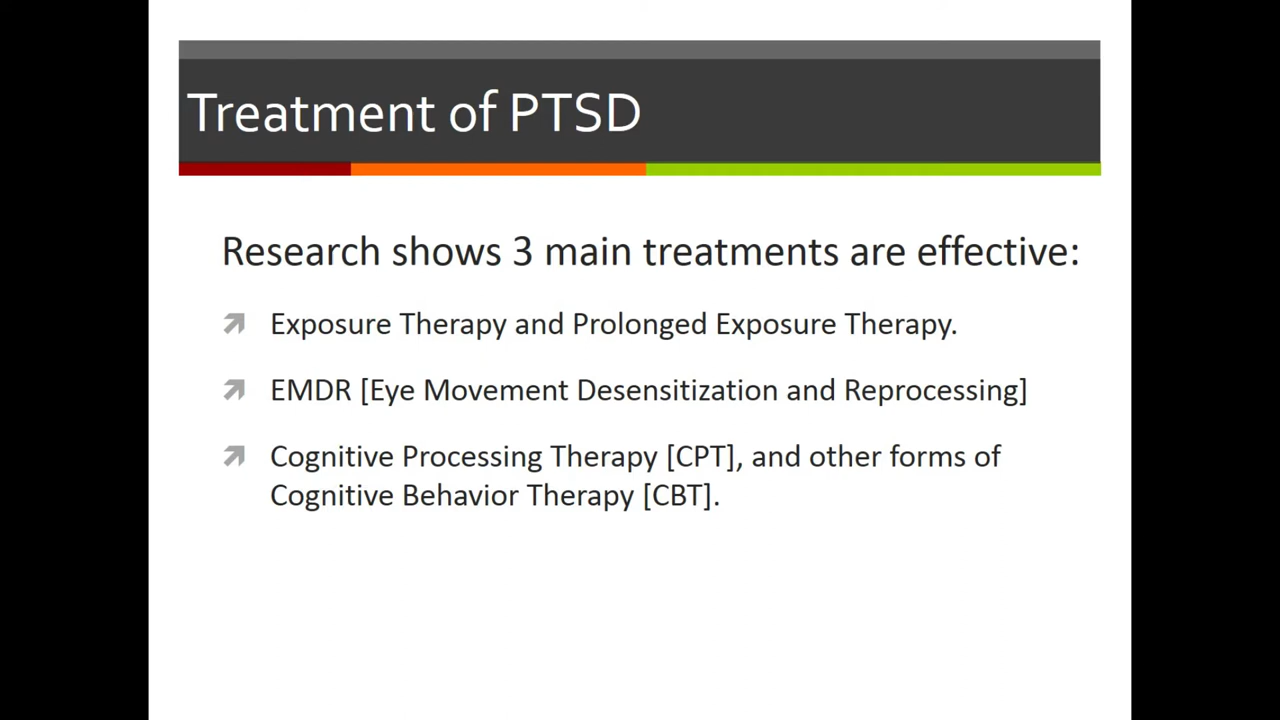 Treatment of PTSD
Research shows 3 main treatments are effective:
Exposure Therapy and Prolonged Exposure Therapy.
EMDR [Eye Movement Desensitization and Reprocessing]
Cognitive Processing Therapy [CPT], and other forms of
Cognitive Behavior Therapy [CBT].